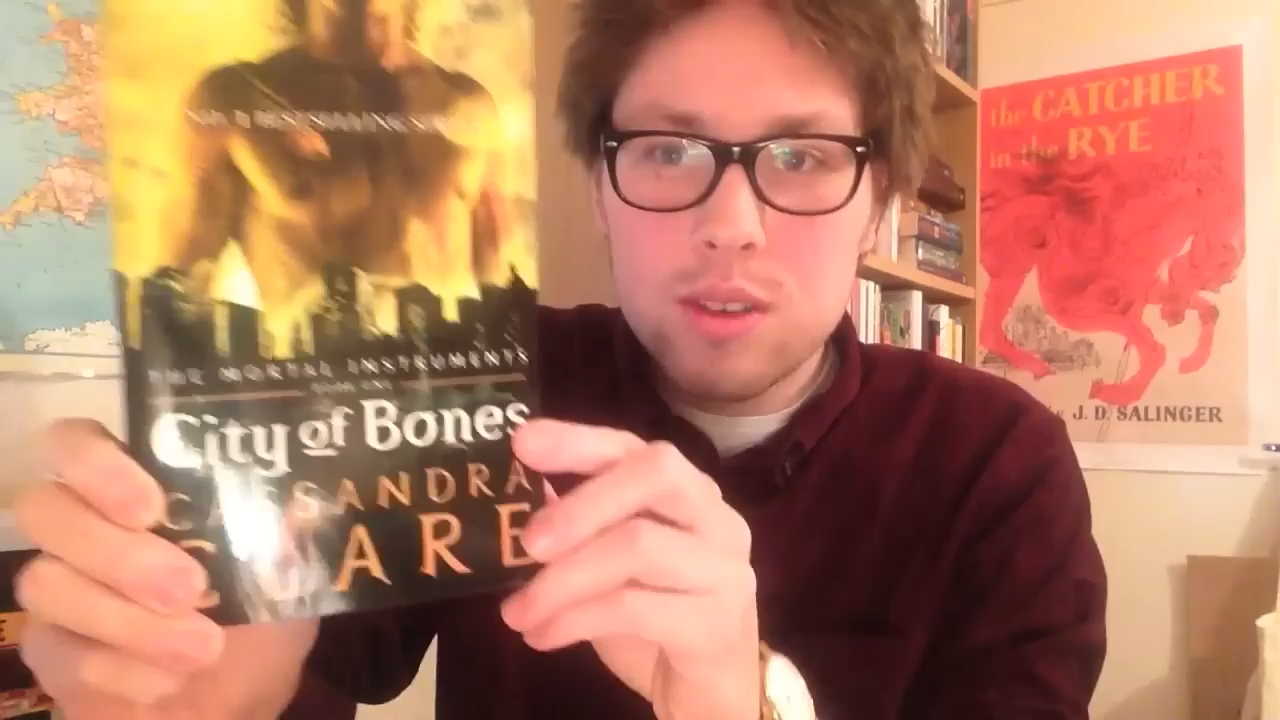 THE MORTAL INSTRUMENTS
City of Bones
CASSANDRA
CLARE
the CATCHER
in the RYE
J. D. SALINGER